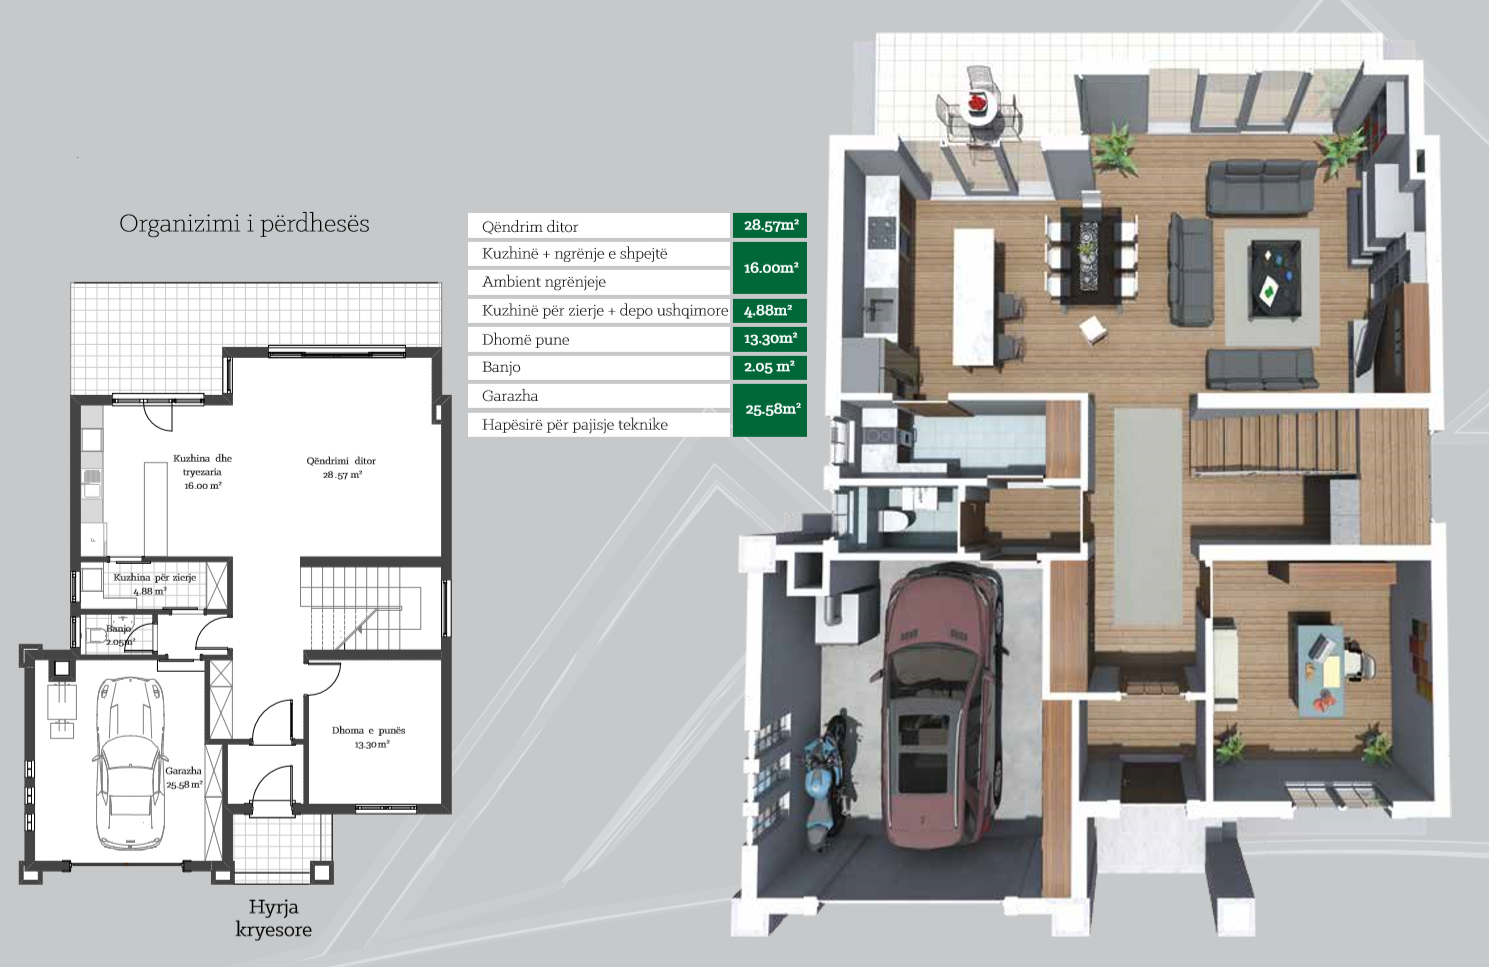 Organizimi i përdhesës
Qëndrim ditor 28.57m²
Kuzhinë + ngrënje e shpejtë
16.00m²
Ambient ngrënjeje
Kuzhinë për zierje + depo ushqimore 4.88m²
Dhomë pune 13.30m²
Banjo 2.05 m²
Garazha
25.58m²
Hapësirë për pajisje teknike
Kuzhina dhe
tryezaria
16.00 m²
Qëndrimi ditor
28.57 m²
F
Kuzhina për zierje
4.88 m²
Banjo
2.05m²
Dhoma e punës
13.30 m²
Garazha
25.58 m²
Hyrja
kryesore